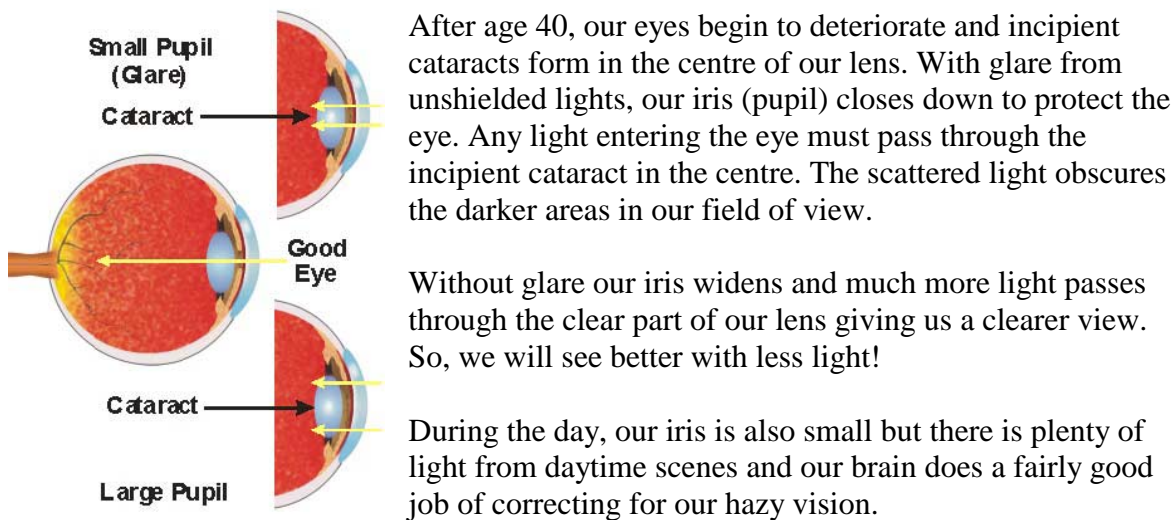 Small Pupil
(Glare)
Cataract
Good
Eye
Cataract
Large Pupil
After age 40, our eyes begin to deteriorate and incipient
cataracts form in the centre of our lens. With glare from
unshielded lights, our iris (pupil) closes down to protect the
eye. Any light entering the eye must pass through the
incipient cataract in the centre. The scattered light obscures
the darker areas in our field of view.
Without glare our iris widens and much more light passes
through the clear part of our lens giving us a clearer view.
So, we will see better with less light!
During the day, our iris is also small but there is plenty of
light from daytime scenes and our brain does a fairly good
job of correcting for our hazy vision.